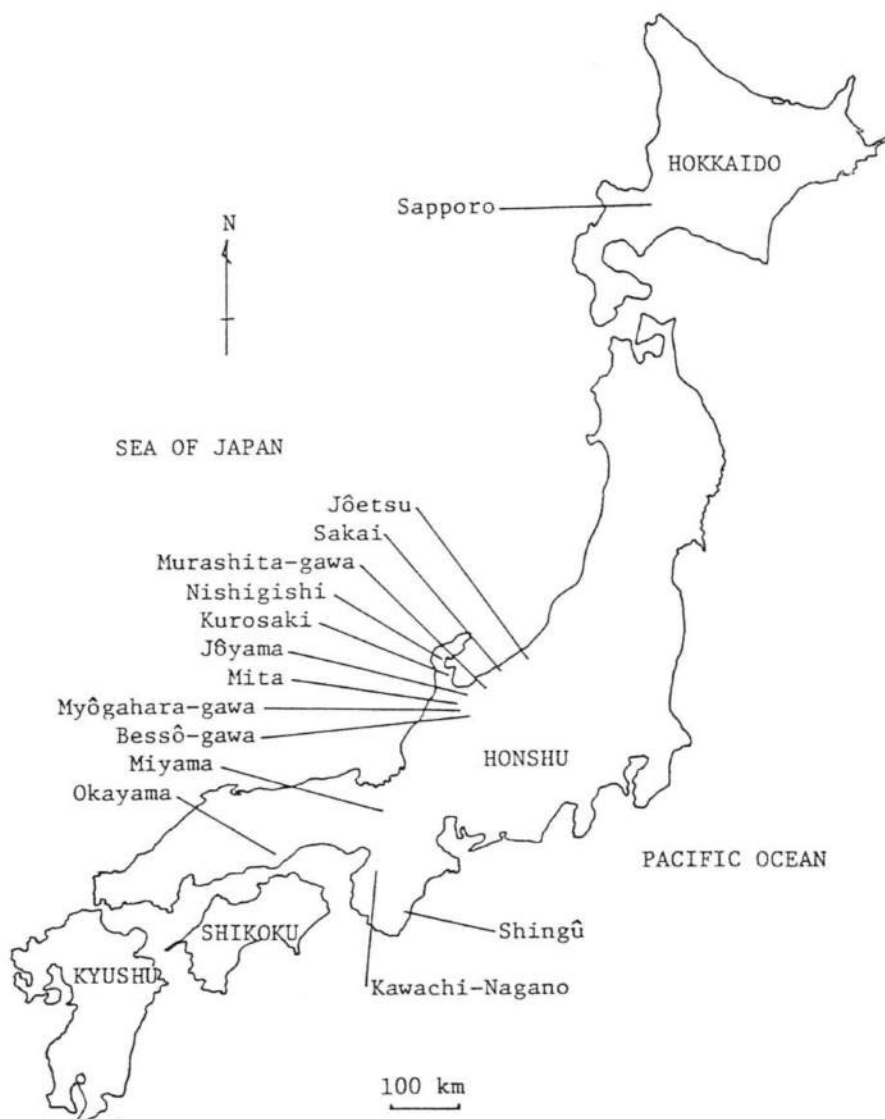 HOKKAIDO
Sapporo
N
SEA OF JAPAN
Jôetsu
Sakai
Murashita-gawa
Nishigishi
Kurosaki
Jôyama
Mita
Myôgahara-gawa
Bessô-gawa
Miyama
HONSHU
Okayama
PACIFIC OCEAN
Shingû
SHIKOKU
KYUSHU
Kawachi-Nagano
100 km